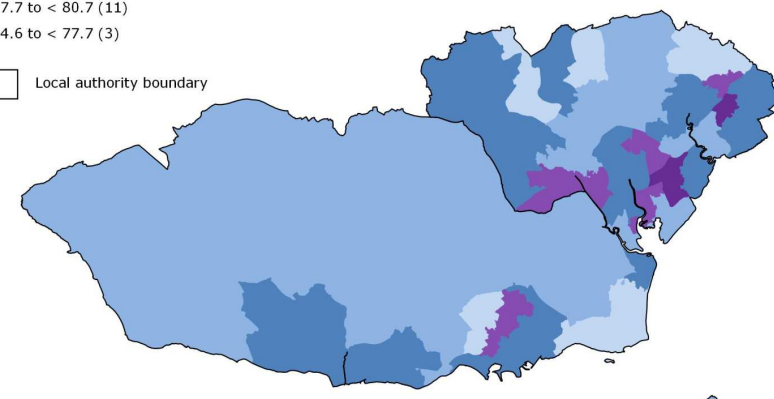 7.7 to < 80.7 (11)
4.6 to < 77.7 (3)
Local authority boundary